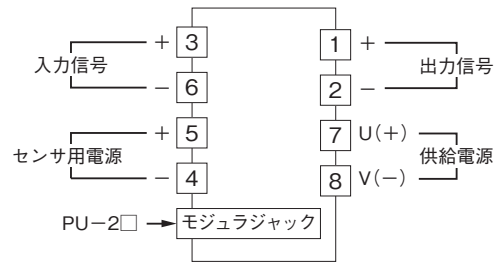 入力信号
+ 3
− 6
センサ用電源
+ 5
− 4
PU−2□ モジュラジャック
1 +
2 −
出力信号
7 U(+)
8 V(−)
供給電源